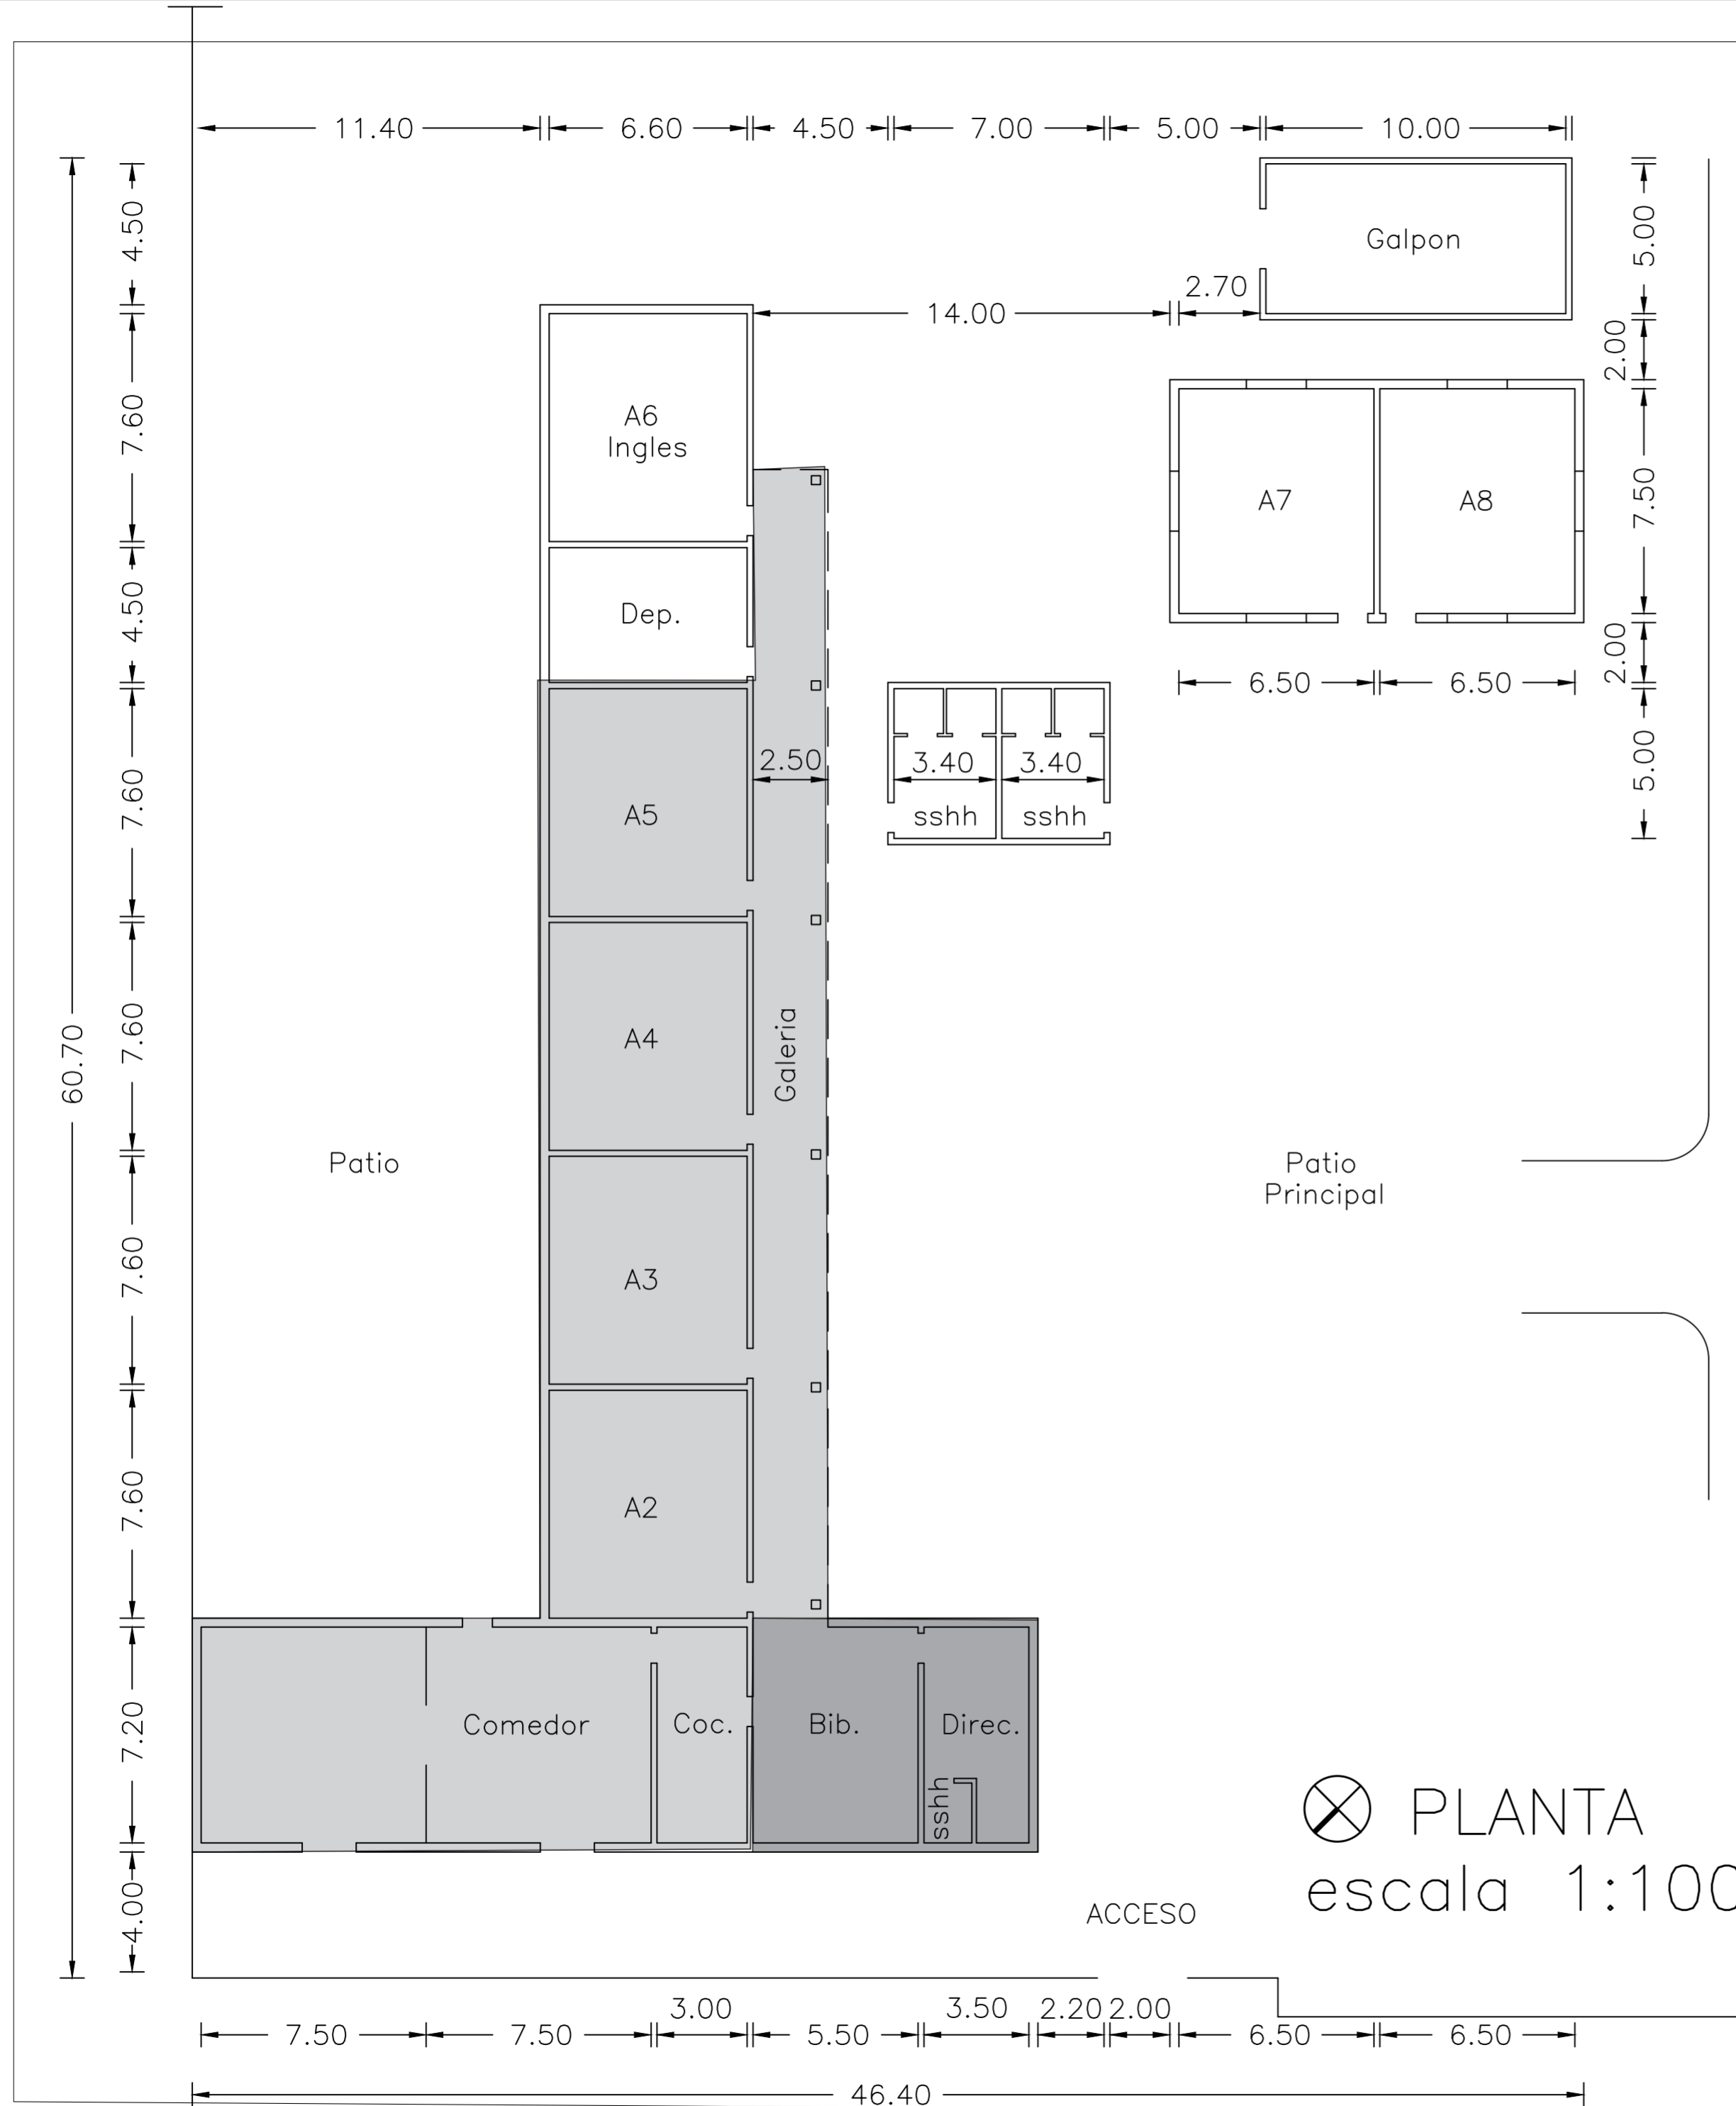 11.40 6.60 4.50 7.00 5.00 10.00
4.50
5.00
Galpon
2.70
14.00
2.00
7.60
A6
Ingles
A7
A8
7.50
4.50
Dep.
2.00
6.50 6.50
2.50
3.40 3.40
5.00
7.60
A5
sshh sshh
7.60
A4
Galeria
60.70
Patio
Patio
Principal
7.60
A3
7.60
A2
7.20
Comedor
Coc.
Bib.
Direc.
sshh
PLANTA
escala 1:100
4.00
ACCESO
3.00 3.50 2.20 2.00
7.50 7.50 5.50 6.50 6.50
46.40